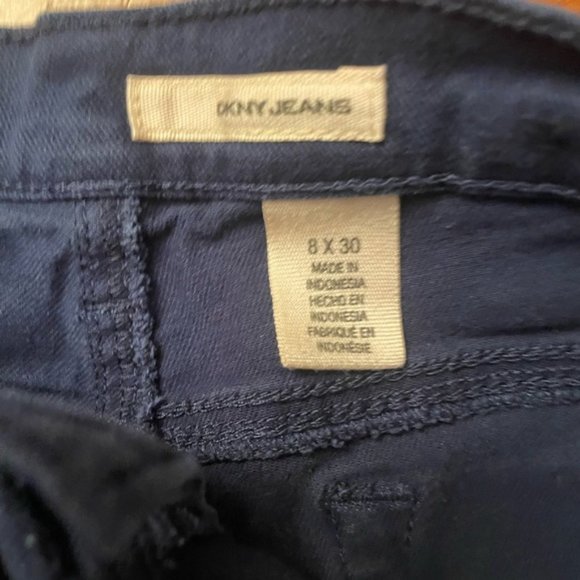 DKNY JEANS
8 X 30
MADE IN
INDONESIA
HECHO EN
INDONESIA
FABRIQUÉ EN
INDONÉSIE